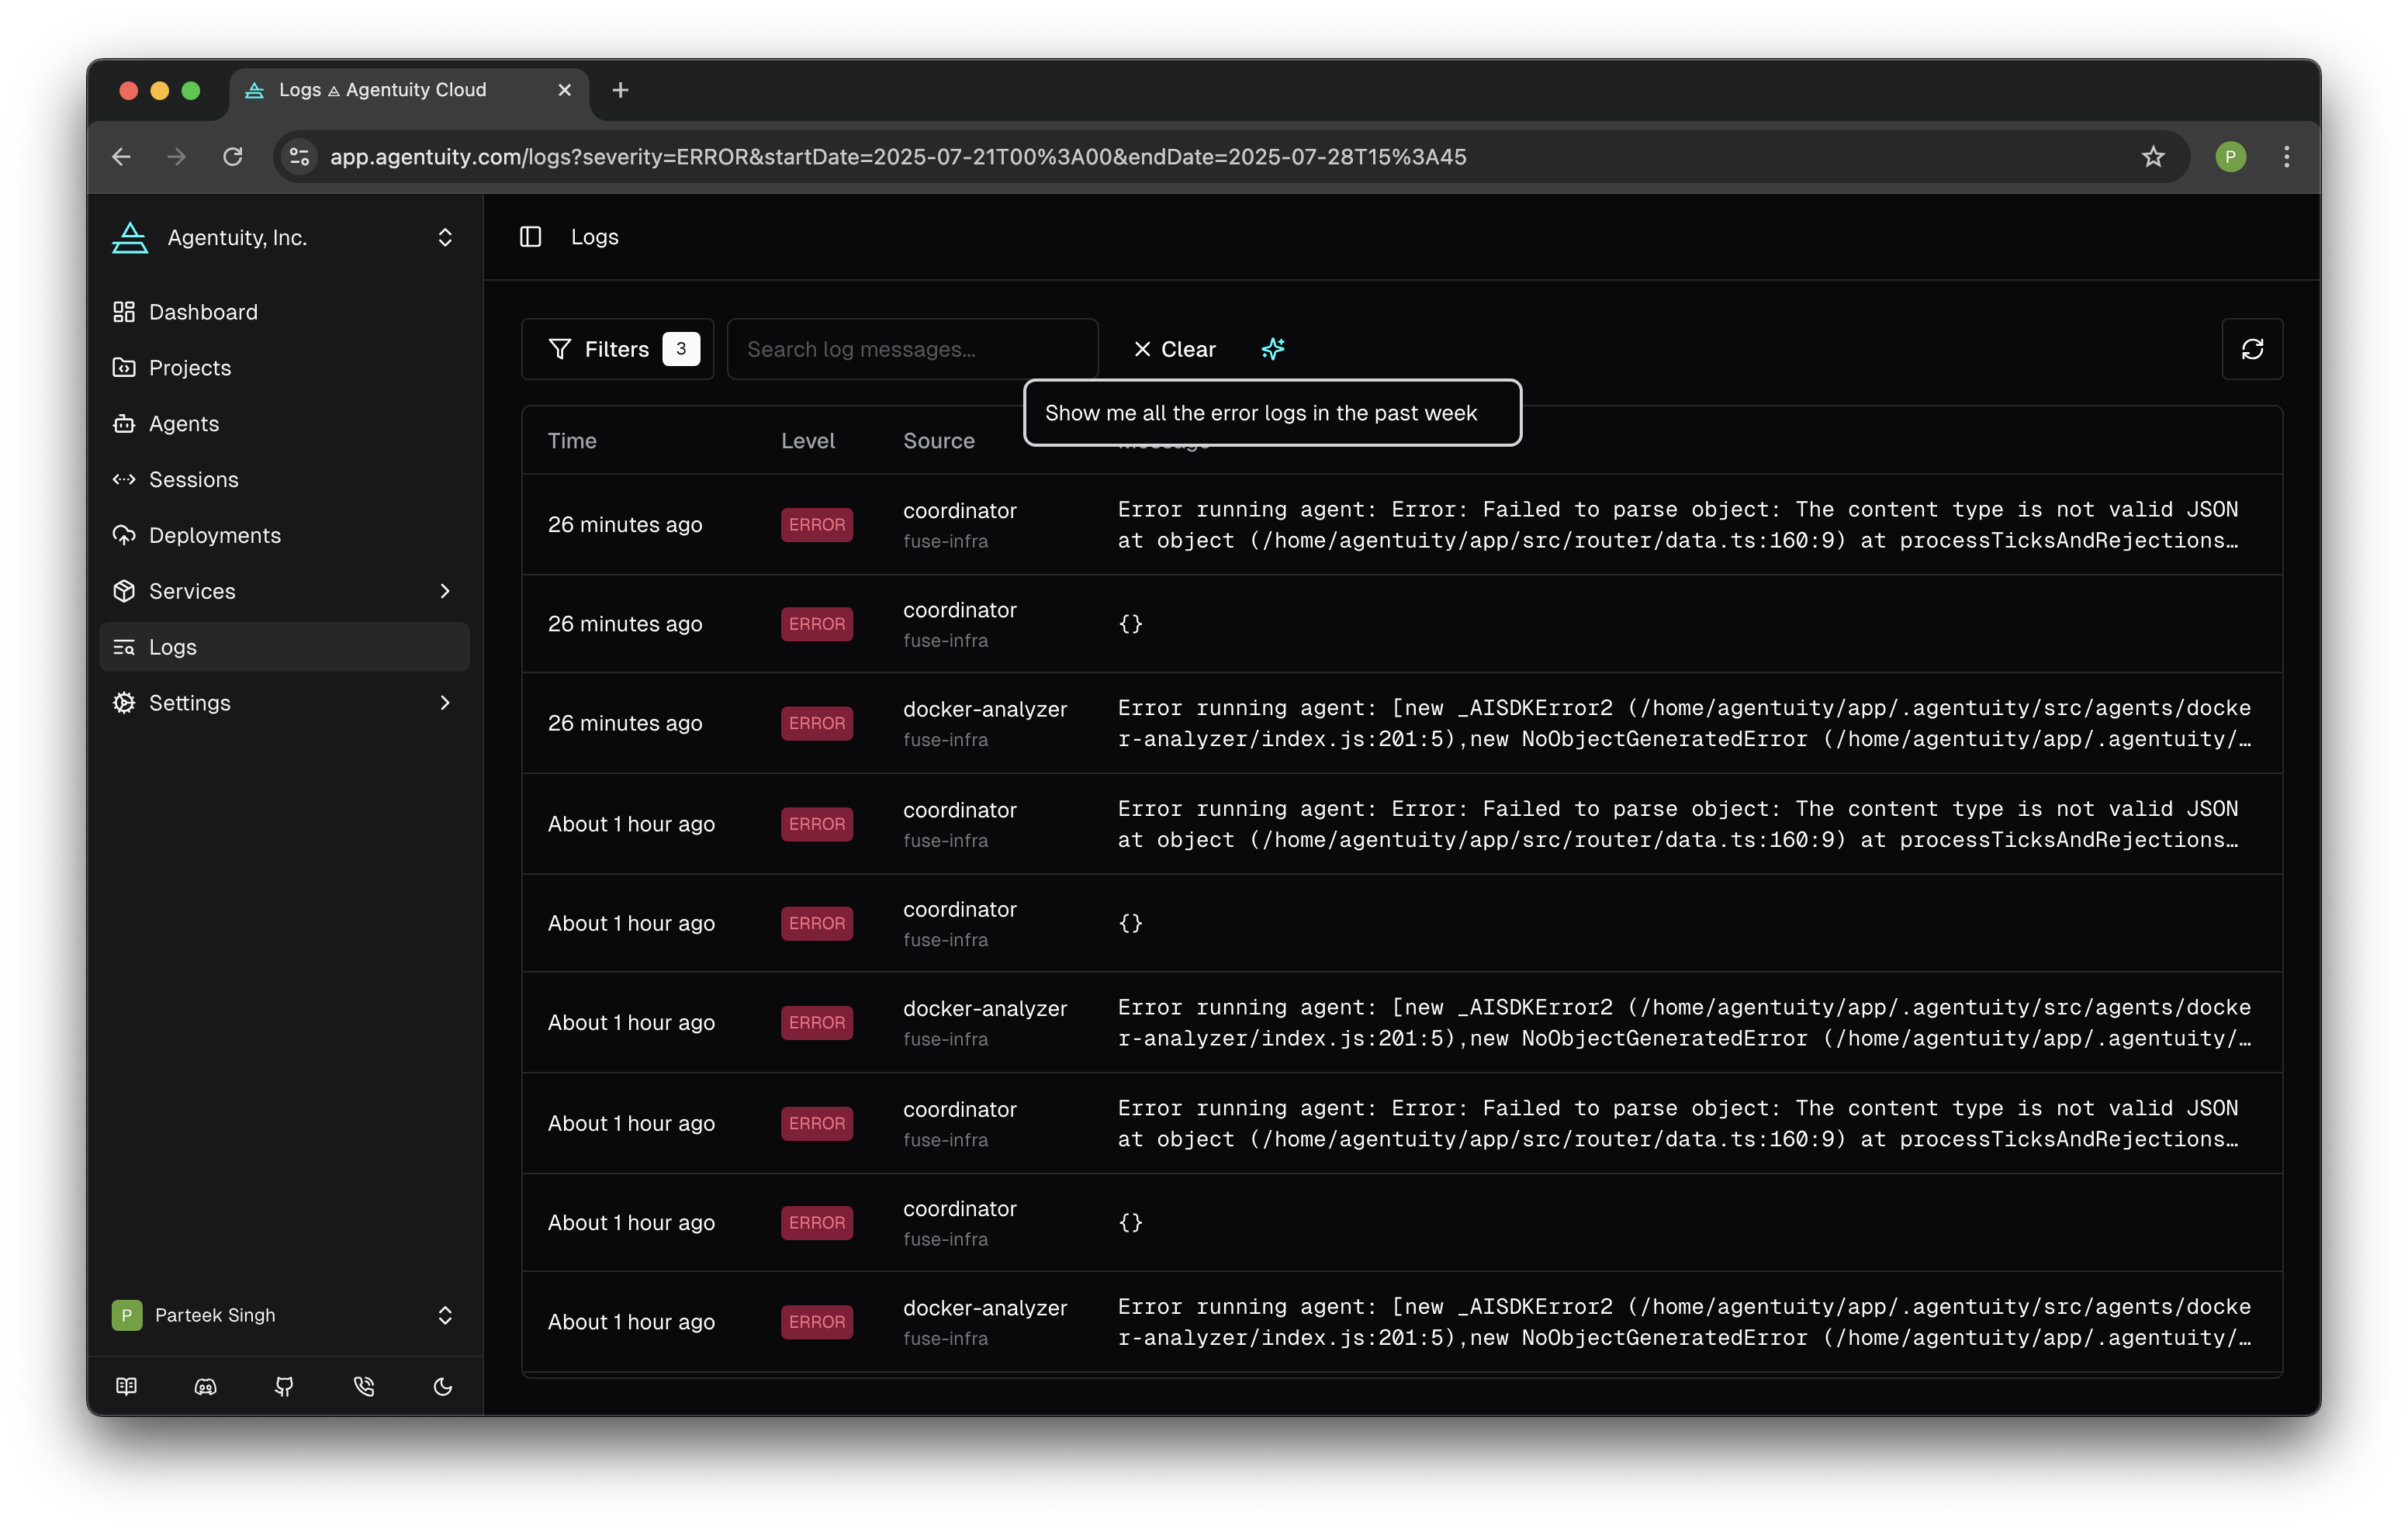 Logs ⟁ Agentuity Cloud
app.agentuity.com/logs?severity=ERROR&startDate=2025-07-21T00%3A00&endDate=2025-07-28T15%3A45
P
Agentuity, Inc.
Dashboard
Projects
Agents
Sessions
Deployments
Services
Logs
Settings
P Parteek Singh
Logs
Filters 3
Search log messages...
Clear
Show me all the error logs in the past week
Time Level Source
26 minutes ago ERROR coordinator
fuse-infra
Error running agent: Error: Failed to parse object: The content type is not valid JSON
at object (/home/agentuity/app/src/router/data.ts:160:9) at processTicksAndRejections…
26 minutes ago ERROR coordinator
fuse-infra
{}
26 minutes ago ERROR docker-analyzer
fuse-infra
Error running agent: [new _AISDKError2 (/home/agentuity/app/.agentuity/src/agents/docke
r-analyzer/index.js:201:5),new NoObjectGeneratedError (/home/agentuity/app/.agentuity/…
About 1 hour ago ERROR coordinator
fuse-infra
Error running agent: Error: Failed to parse object: The content type is not valid JSON
at object (/home/agentuity/app/src/router/data.ts:160:9) at processTicksAndRejections…
About 1 hour ago ERROR coordinator
fuse-infra
{}
About 1 hour ago ERROR docker-analyzer
fuse-infra
Error running agent: [new _AISDKError2 (/home/agentuity/app/.agentuity/src/agents/docke
r-analyzer/index.js:201:5),new NoObjectGeneratedError (/home/agentuity/app/.agentuity/…
About 1 hour ago ERROR coordinator
fuse-infra
Error running agent: Error: Failed to parse object: The content type is not valid JSON
at object (/home/agentuity/app/src/router/data.ts:160:9) at processTicksAndRejections…
About 1 hour ago ERROR coordinator
fuse-infra
{}
About 1 hour ago ERROR docker-analyzer
fuse-infra
Error running agent: [new _AISDKError2 (/home/agentuity/app/.agentuity/src/agents/docke
r-analyzer/index.js:201:5),new NoObjectGeneratedError (/home/agentuity/app/.agentuity/…